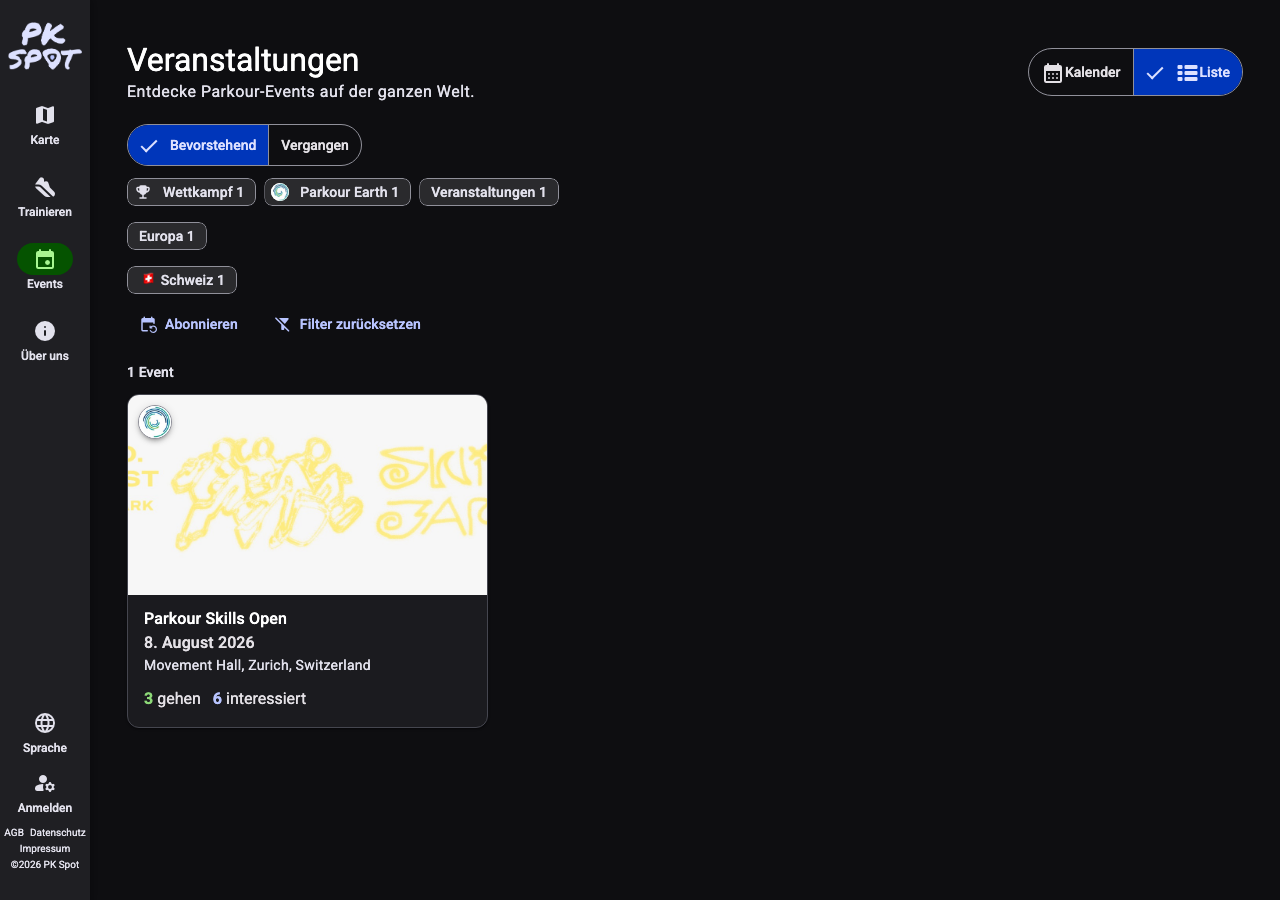 PK
SPOT
Karte
Trainieren
Events
Über uns
Sprache
Anmelden
AGB Datenschutz
Impressum
©2026 PK Spot
Veranstaltungen
Entdecke Parkour-Events auf der ganzen Welt.
Kalender Liste
Bevorstehend Vergangen
Wettkampf 1 Parkour Earth 1 Veranstaltungen 1
Europa 1
Schweiz 1
Abonnieren Filter zurücksetzen
1 Event
Parkour Skills Open
8. August 2026
Movement Hall, Zurich, Switzerland
3 gehen 6 interessiert